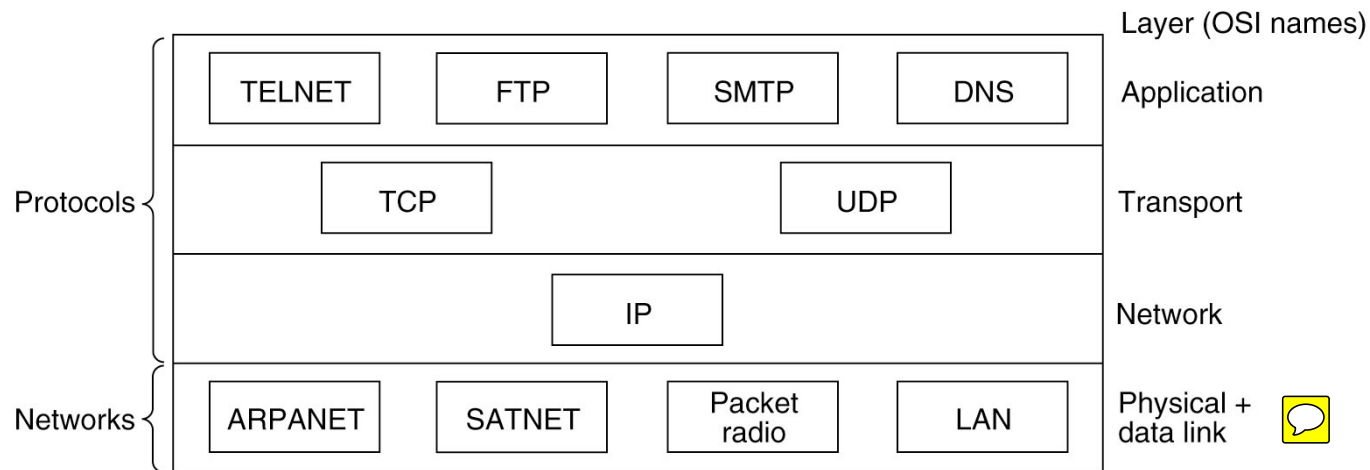 Layer (OSI names)
TELNET FTP SMTP DNS Application
Protocols TCP UDP Transport
IP Network
Networks ARPANET SATNET Packet radio LAN Physical + data link